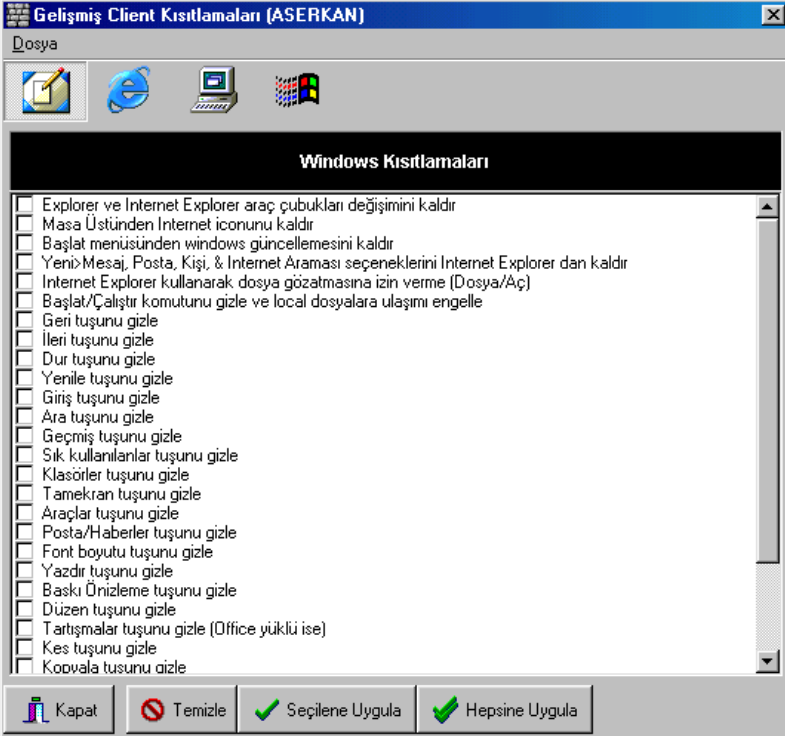 Gelişmiş Client Kısıtlamaları (ASERKAN)
Dosya
Windows Kısıtlamaları
Explorer ve Internet Explorer araç çubukları değişimini kaldır
Masa Üstünden Internet iconunu kaldır
Başlat menüsünden windows güncellemesini kaldır
Yeni>Mesaj, Posta, Kişi, & Internet Araması seçeneklerini Internet Explorer dan kaldır
Internet Explorer kullanarak dosya gözatmasına izin verme (Dosya/Aç)
Başlat/Çalıştır komutunu gizle ve local dosyalara ulaşımı engelle
Geri tuşunu gizle
İleri tuşunu gizle
Dur tuşunu gizle
Yenile tuşunu gizle
Giriş tuşunu gizle
Ara tuşunu gizle
Geçmiş tuşunu gizle
Sık kullanılanlar tuşunu gizle
Klasörler tuşunu gizle
Tamekran tuşunu gizle
Araçlar tuşunu gizle
Posta/Haberler tuşunu gizle
Font boyutu tuşunu gizle
Yazdır tuşunu gizle
Baskı Önizleme tuşunu gizle
Düzen tuşunu gizle
Tartışmalar tuşunu gizle (Office yüklü ise)
Kes tuşunu gizle
Kopyala tuşunu gizle
Kapat
Temizle
Seçilene Uygula
Hepsine Uygula